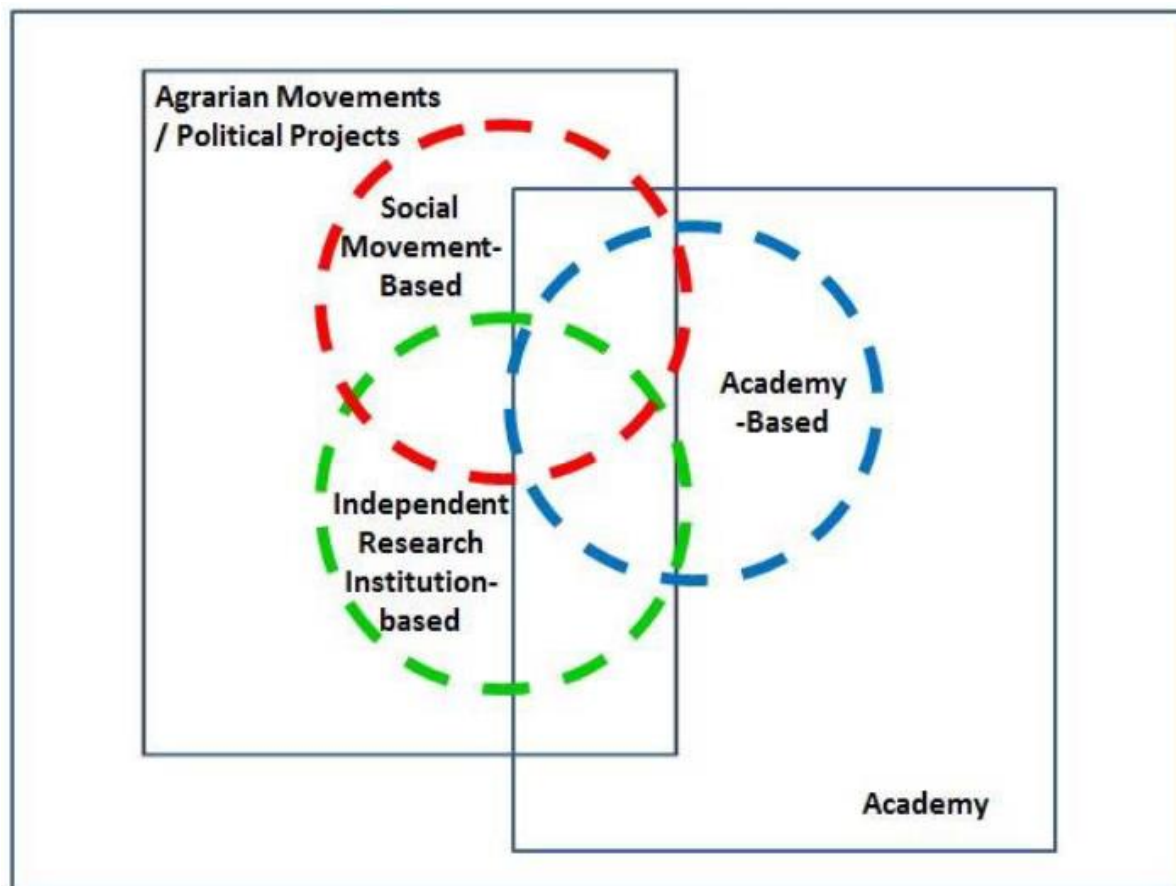 Agrarian Movements
/ Political Projects
Social
Movement-
Based
Academy
-Based
Independent
Research
Institution-
based
Academy